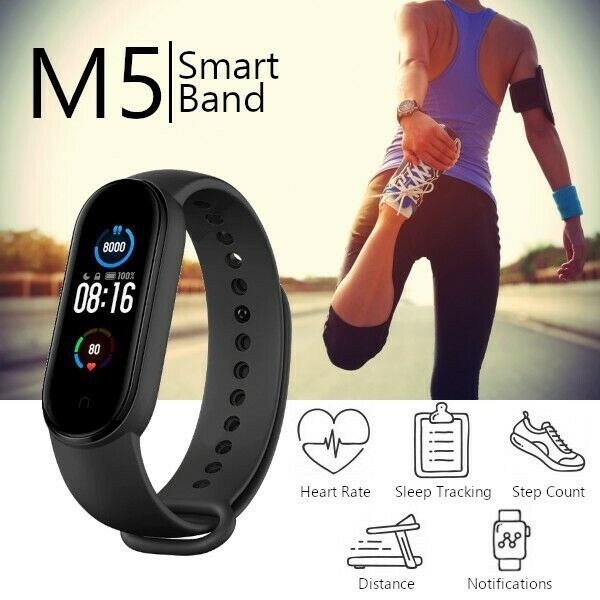 M5
Smart
Band
8000
100%
08:16
80
Heart Rate
Sleep Tracking
Step Count
Distance
Notifications